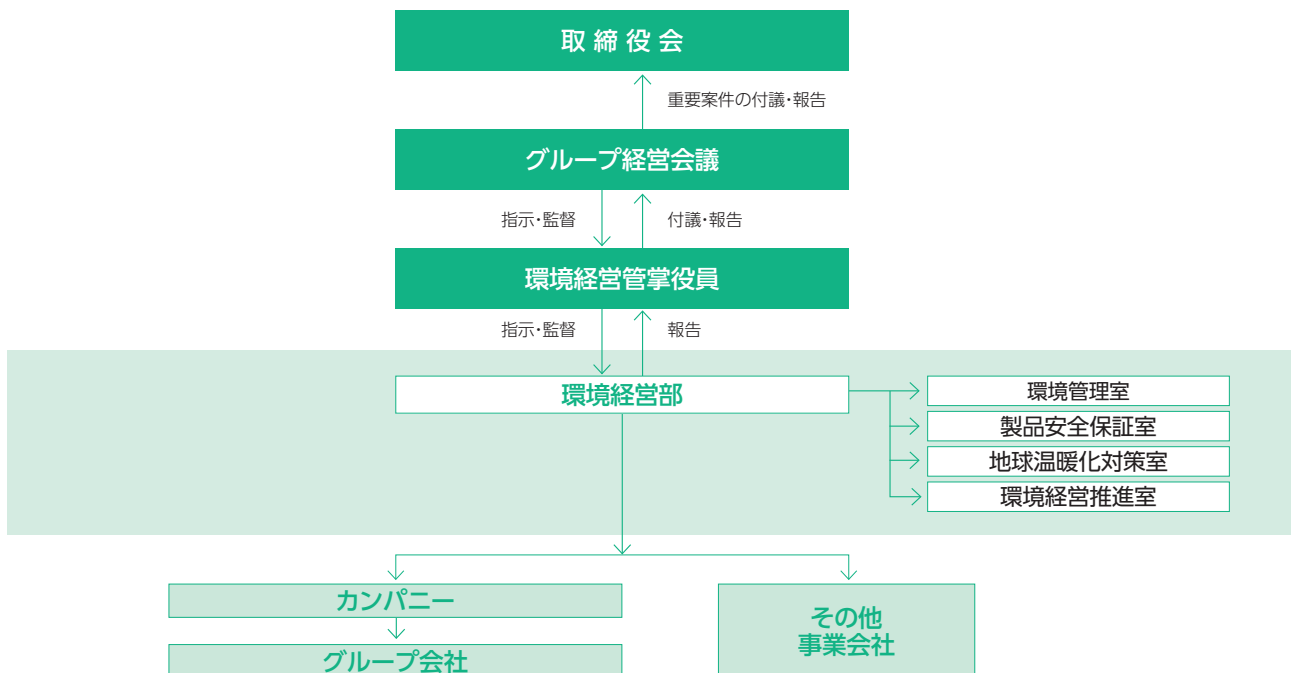 取締役会
重要案件の付議・報告
グループ経営会議
指示・監督
付議・報告
環境経営管掌役員
指示・監督
報告
環境経営部
環境管理室
製品安全保証室
地球温暖化対策室
環境経営推進室
カンパニー
グループ会社
その他
事業会社